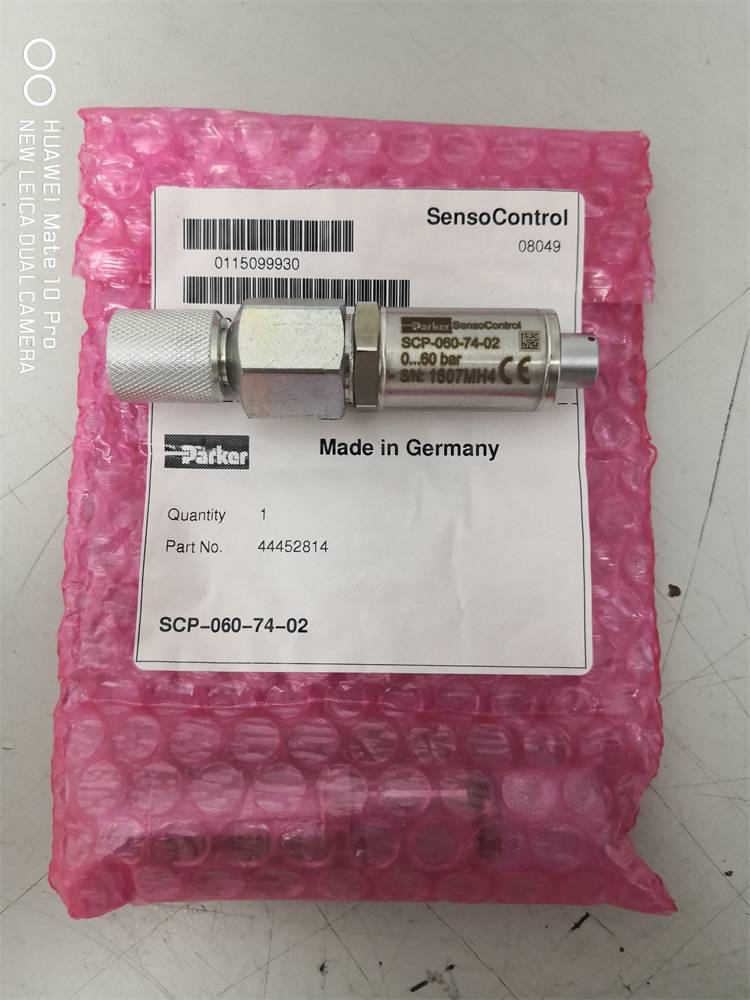 HUAWEI Mate 10 Pro
NEW LEICA DUAL CAMERA
SensoControl
08049
0115099930
Parker SensoControl
SCP-060-74-02
0...60 bar
S/N: 1607MH4 CE
Parker
Made in Germany
Quantity 1
Part No. 44452814
SCP-060-74-02